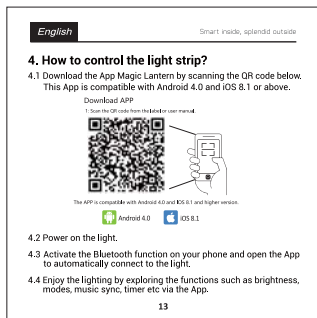 English
Smart inside, splendid outside
4. How to control the light strip?
4.1 Download the App Magic Lantern by scanning the QR code below.
This App is compatible with Android 4.0 and iOS 8.1 or above.
Download APP
1: Scan the QR code from the label or user manual.
The APP is compatible with Android 4.0 and IOS 8.1 and higher version.
Android 4.0
iOS 8.1
4.2 Power on the light.
4.3 Activate the Bluetooth function on your phone and open the App
to automatically connect to the light.
4.4 Enjoy the lighting by exploring the functions such as brightness,
modes, music sync, timer etc via the App.
13